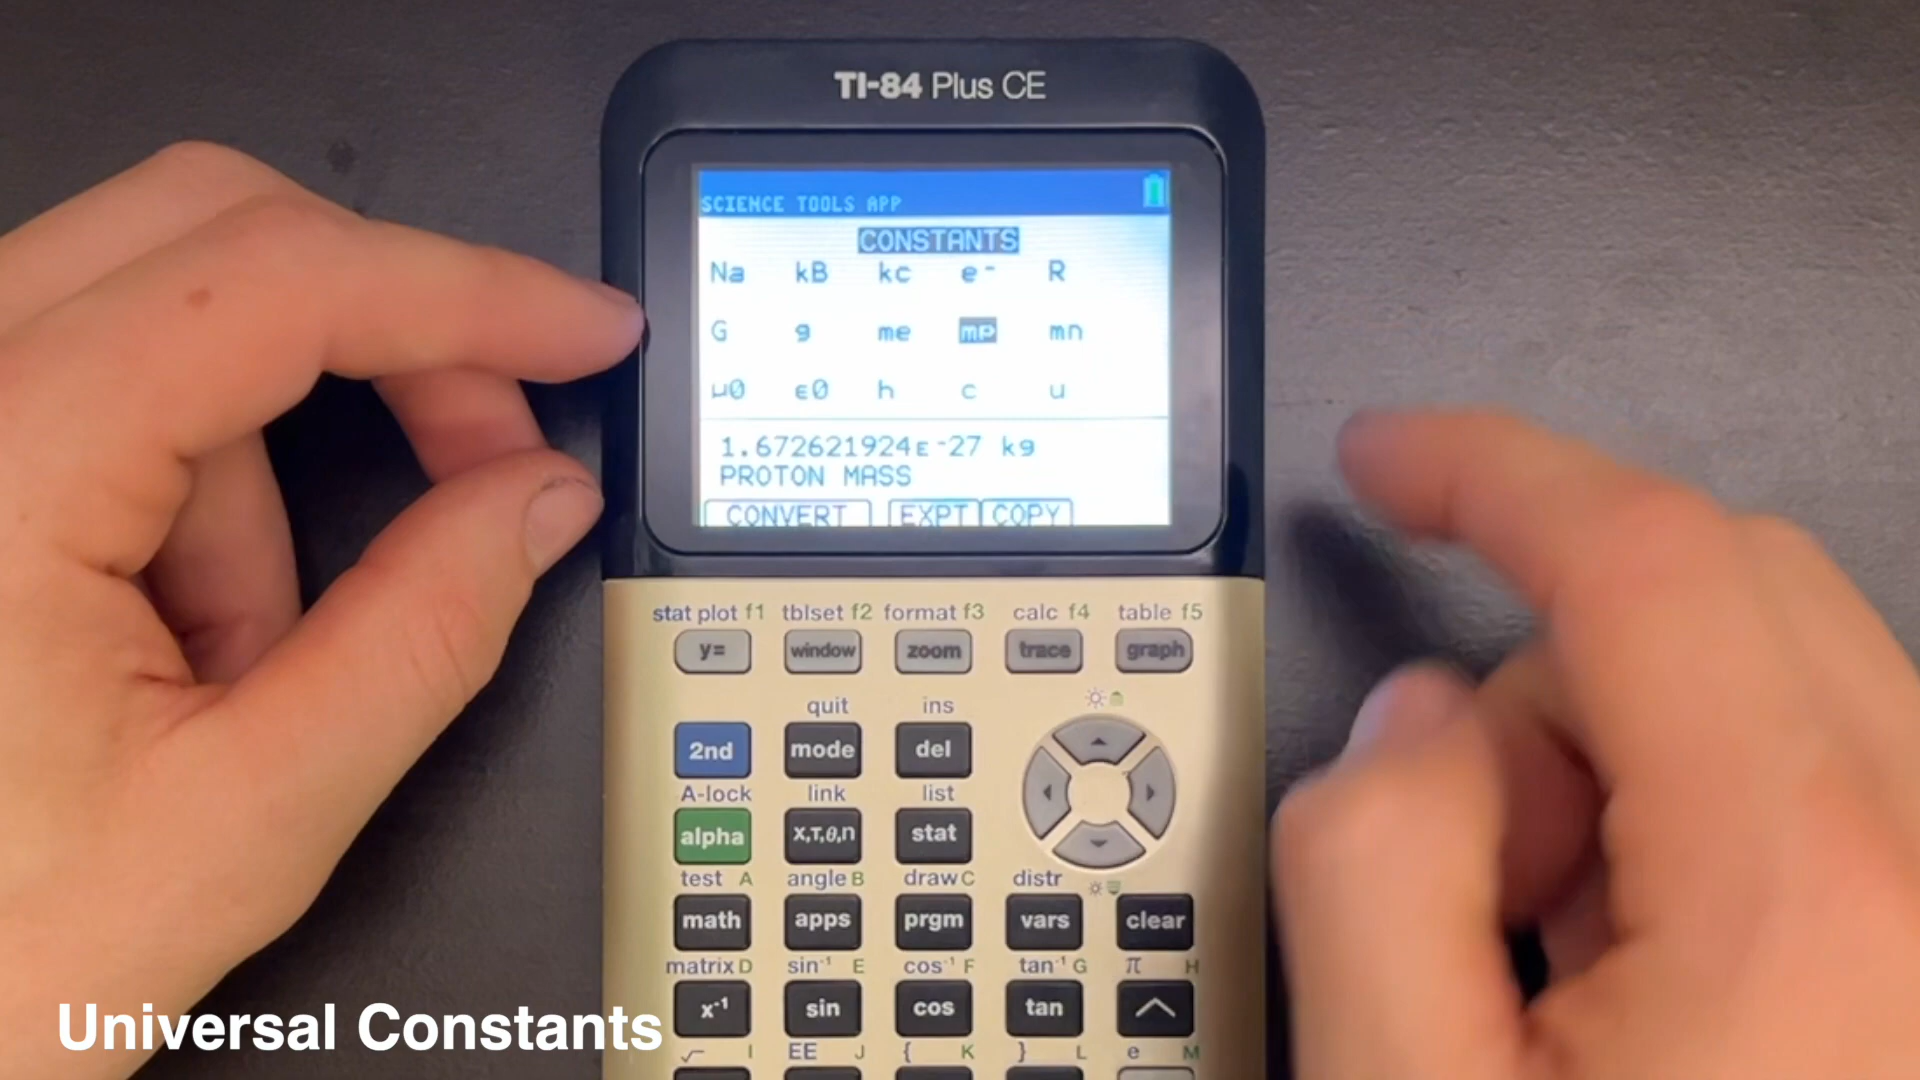 TI-84 Plus CE
SCIENCE TOOLS APP
CONSTANTS
Na kB kc e⁻ R
G g me mp mn
μ0 ε0 h c u
1.672621924ᴇ⁻27 kg
PROTON MASS
CONVERT EXPT COPY
stat plot f1 tblset f2 format f3 calc f4 table f5
y= window zoom trace graph
quit ins
2nd mode del
A-lock link list
alpha x,T,θ,n stat
test A angle B draw C distr
math apps prgm vars clear
matrix D sin⁻¹ E cos⁻¹ F tan⁻¹ G π H
x⁻¹ sin cos tan ^
√ I EE J { K } L e M
Universal Constants